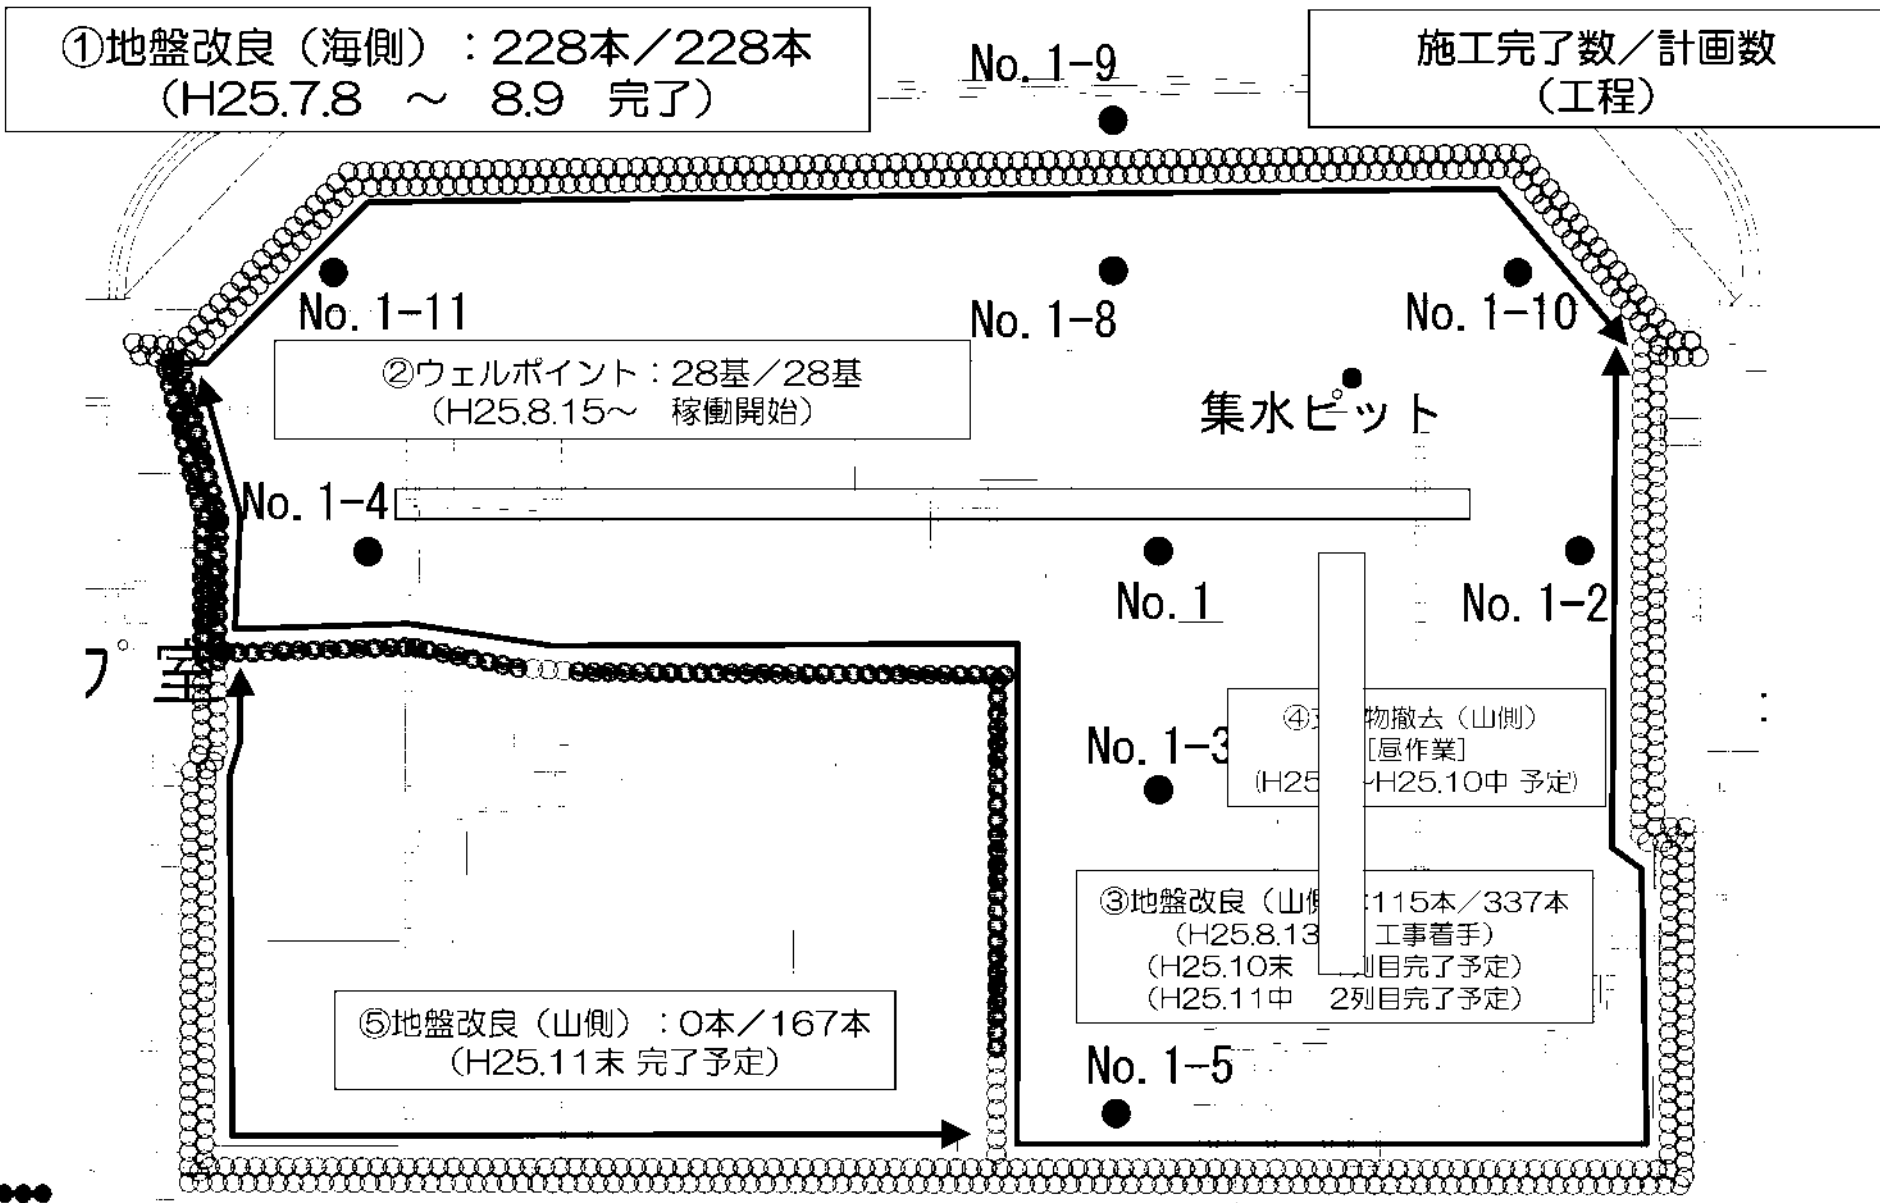 ①地盤改良（海側）：228本／228本
（H25.7.8　～　8.9　完了）
施工完了数／計画数
（工程）
No. 1-9
No. 1-11
No. 1-8
No. 1-10
②ウェルポイント：28基／28基
（H25.8.15～　稼働開始）
集水ピット
No. 1-4
No. 1
No. 1-2
プ室
No. 1-3
④ 物撤去（山側）
[昼作業]
（H25 ～H25.10中 予定）
③地盤改良（山側 ：115本／337本
（H25.8.13 工事着手）
（H25.10末 列目完了予定）
（H25.11中　2列目完了予定）
⑤地盤改良（山側）：0本／167本
（H25.11末 完了予定）
No. 1-5